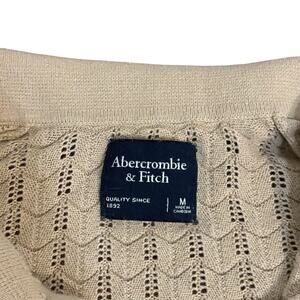 Abercrombie
& Fitch
QUALITY SINCE
1892
M
MADE IN
CAMBODIA